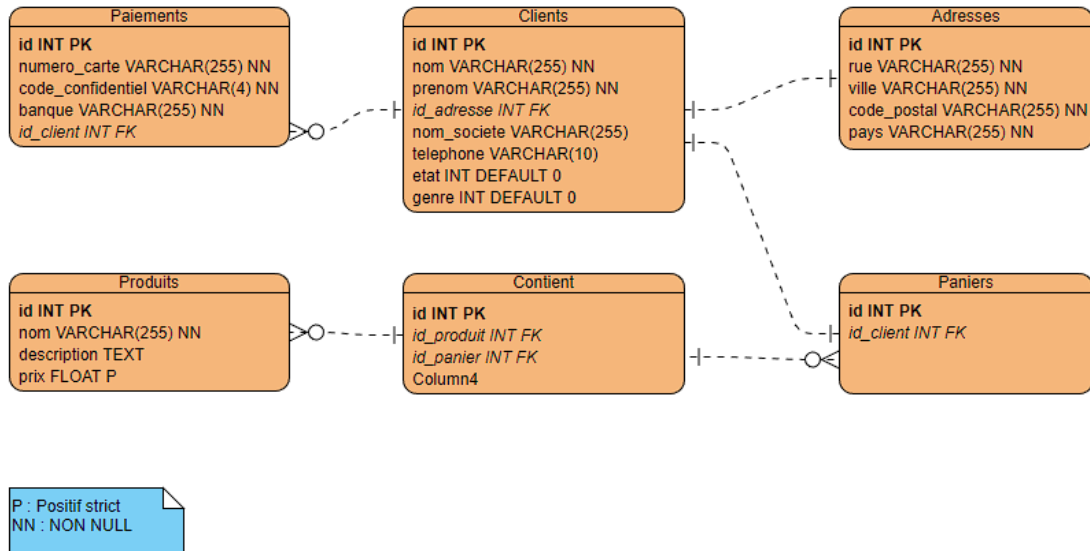 Paiements
id INT PK
numero_carte VARCHAR(255) NN
code_confidentiel VARCHAR(4) NN
banque VARCHAR(255) NN
id_client INT FK
Clients
id INT PK
nom VARCHAR(255) NN
prenom VARCHAR(255) NN
id_adresse INT FK
nom_societe VARCHAR(255)
telephone VARCHAR(10)
etat INT DEFAULT 0
genre INT DEFAULT 0
Adresses
id INT PK
rue VARCHAR(255) NN
ville VARCHAR(255) NN
code_postal VARCHAR(255) NN
pays VARCHAR(255) NN
Produits
id INT PK
nom VARCHAR(255) NN
description TEXT
prix FLOAT P
Contient
id INT PK
id_produit INT FK
id_panier INT FK
Column4
Paniers
id INT PK
id_client INT FK
P : Positif strict
NN : NON NULL